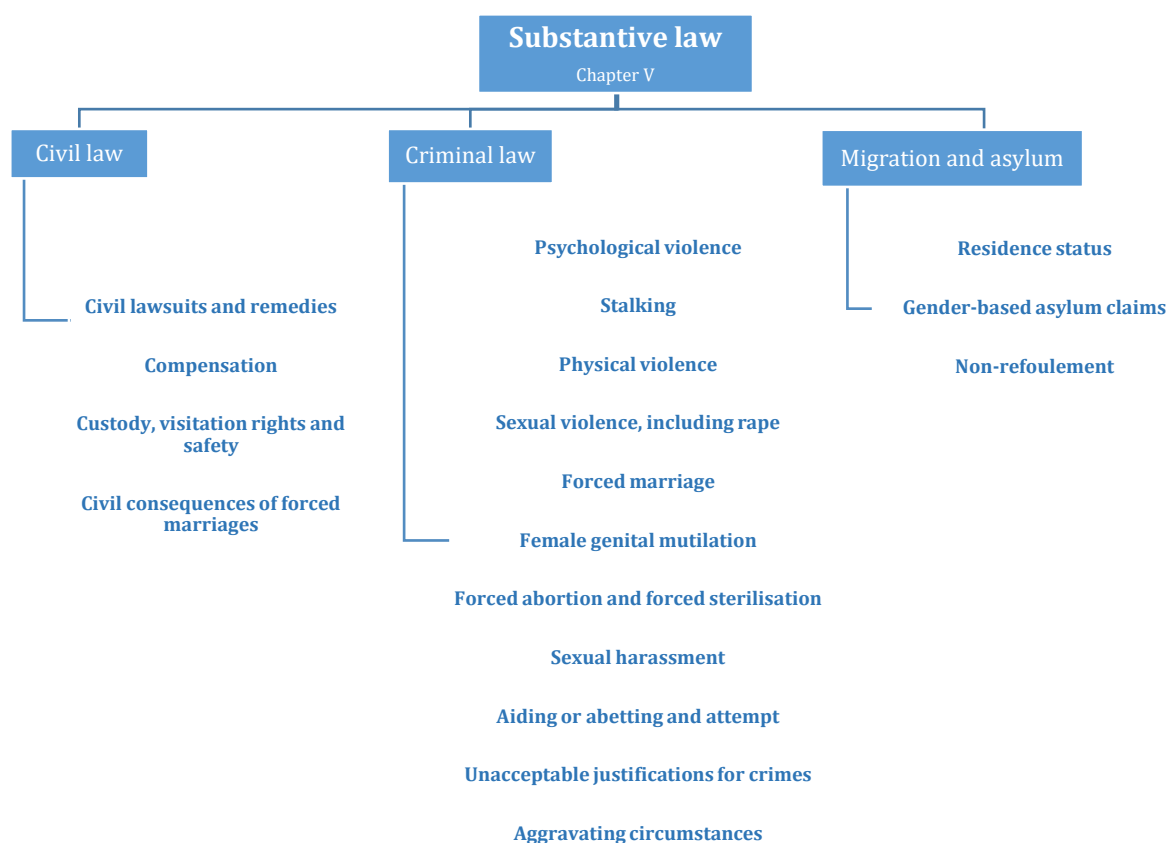 Substantive law
Chapter V
Civil law
Criminal law
Migration and asylum
Civil lawsuits and remedies
Compensation
Custody, visitation rights and
safety
Civil consequences of forced
marriages
Psychological violence
Stalking
Physical violence
Sexual violence, including rape
Forced marriage
Female genital mutilation
Forced abortion and forced sterilisation
Sexual harassment
Aiding or abetting and attempt
Unacceptable justifications for crimes
Aggravating circumstances
Residence status
Gender-based asylum claims
Non-refoulement